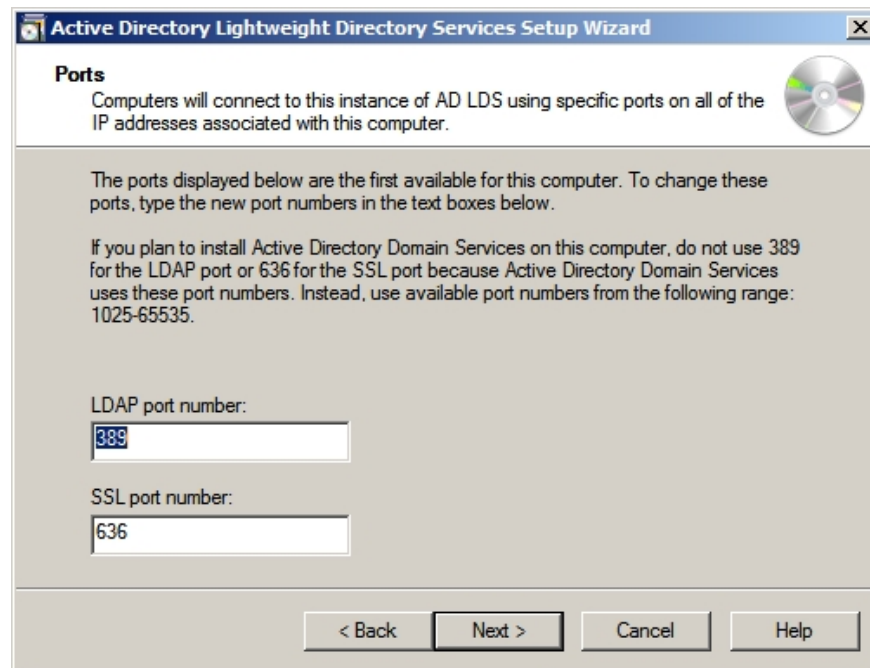 Active Directory Lightweight Directory Services Setup Wizard
Ports
Computers will connect to this instance of AD LDS using specific ports on all of the
IP addresses associated with this computer.
The ports displayed below are the first available for this computer. To change these
ports, type the new port numbers in the text boxes below.
If you plan to install Active Directory Domain Services on this computer, do not use 389
for the LDAP port or 636 for the SSL port because Active Directory Domain Services
uses these port numbers. Instead, use available port numbers from the following range:
1025-65535.
LDAP port number:
389
SSL port number:
636
< Back Next > Cancel Help